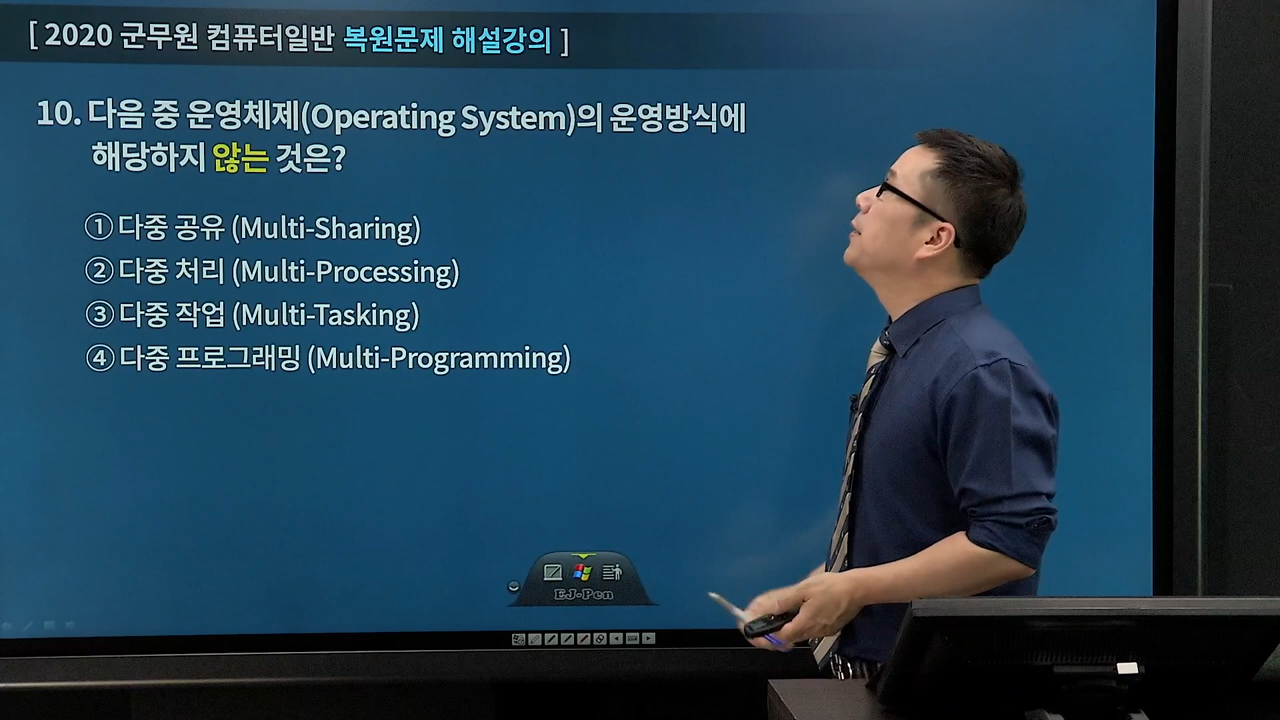 [ 2020 군무원 컴퓨터일반 복원문제 해설강의 ]
10. 다음 중 운영체제(Operating System)의 운영방식에
해당하지 않는 것은?
① 다중 공유 (Multi-Sharing)
② 다중 처리 (Multi-Processing)
③ 다중 작업 (Multi-Tasking)
④ 다중 프로그래밍 (Multi-Programming)
EJ-Pen